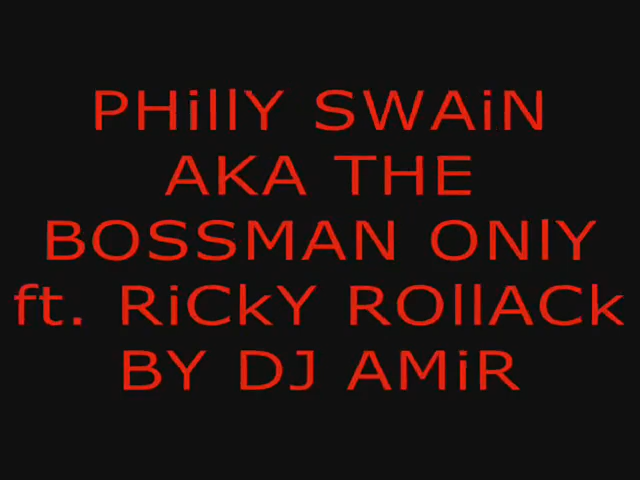 PHillY SWAiN
AKA THE
BOSSMAN ONlY
ft. RiCkY ROllACk
BY DJ AMiR